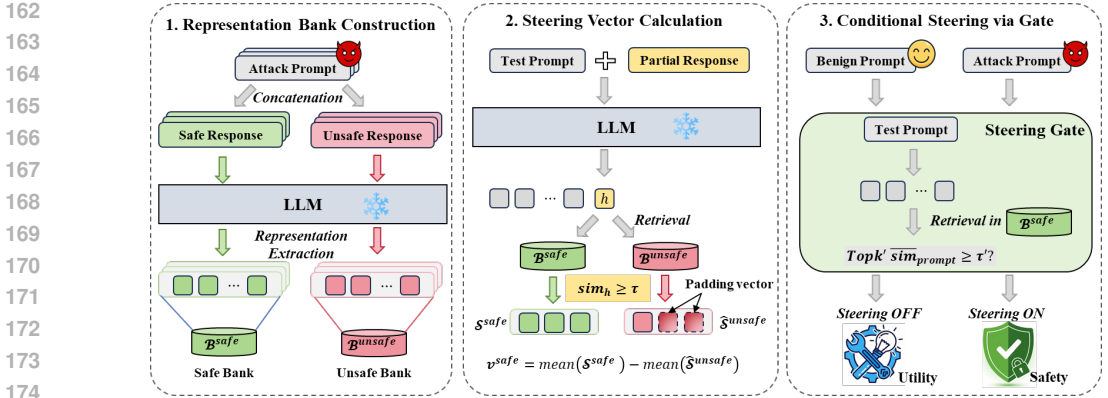 162
163
164
165
166
167
168
169
170
171
172
173
174
1. Representation Bank Construction
Attack Prompt
Concatenation
Safe Response
Unsafe Response
LLM
Representation
Extraction
...
...
𝓑^safe
𝓑^unsafe
Safe Bank
Unsafe Bank
2. Steering Vector Calculation
Test Prompt
+
Partial Response
LLM
... h
Retrieval
𝓑^safe
𝓑^unsafe
sim_h ≥ τ
Padding vector
𝓢^safe
𝓢̂^unsafe
v^safe = mean(𝓢^safe) − mean(𝓢̂^unsafe)
3. Conditional Steering via Gate
Benign Prompt
Attack Prompt
Test Prompt
Steering Gate
...
Retrieval in 𝓑^safe
Topk' s̅i̅m̅_prompt ≥ τ'?
Steering OFF
Steering ON
Utility
Safety